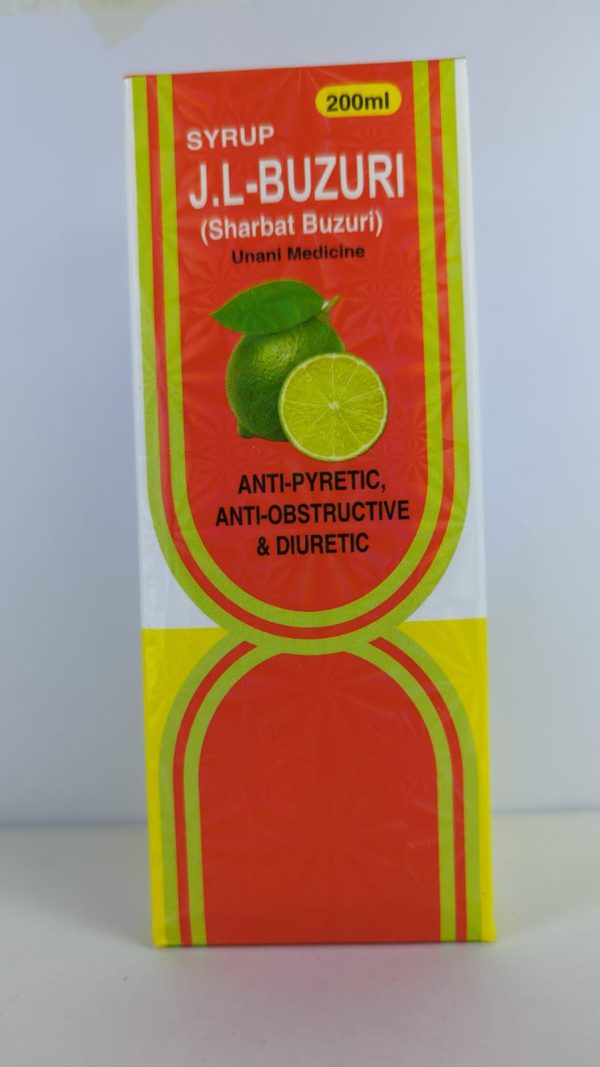 200ml
SYRUP
J.L-BUZURI
(Sharbat Buzuri)
Unani Medicine
ANTI-PYRETIC,
ANTI-OBSTRUCTIVE
& DIURETIC